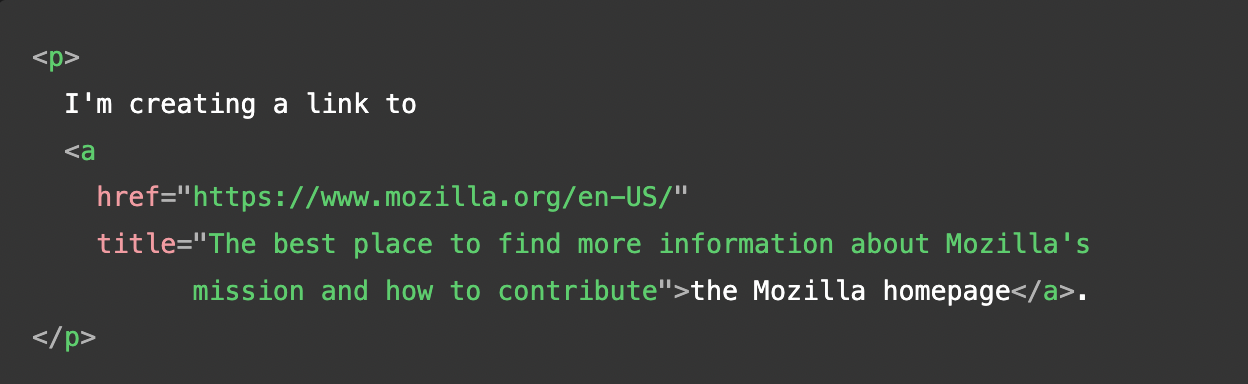 <p>
I'm creating a link to
<a
href="https://www.mozilla.org/en-US/"
title="The best place to find more information about Mozilla's
mission and how to contribute">the Mozilla homepage</a>.
</p>